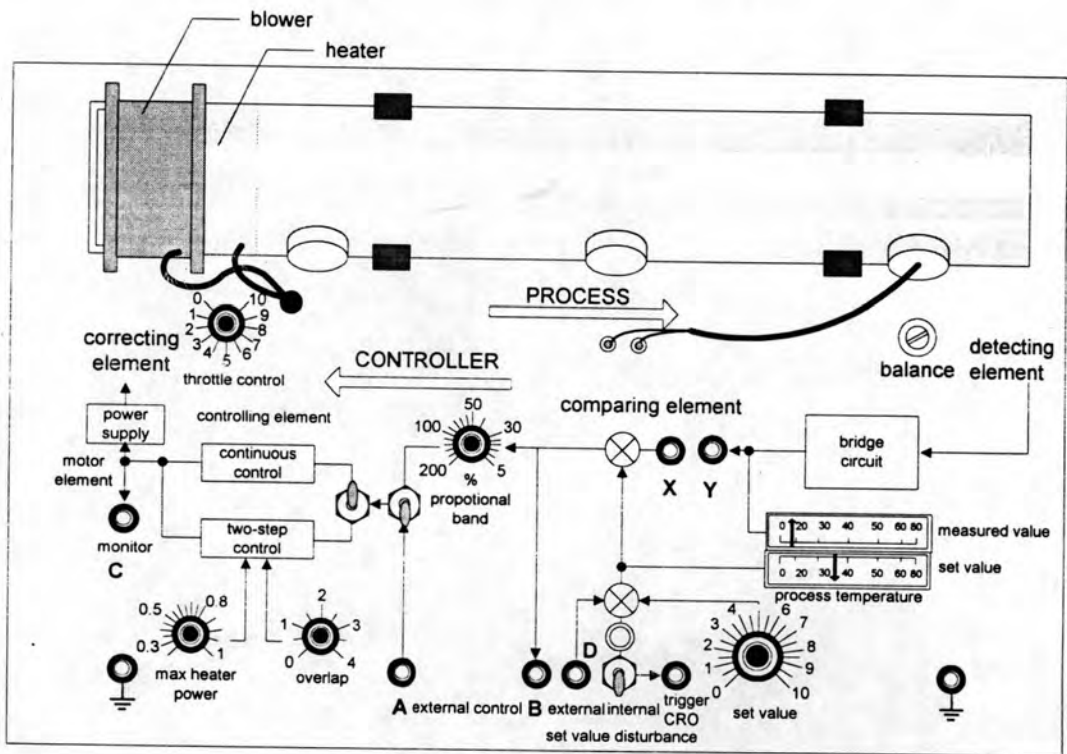 blower
heater
PROCESS
0 10
1 9
2 8
3 7
4 5 6
throttle control
correcting
element
CONTROLLER
balance
detecting
element
power
supply
controlling element
50
100 30
200 5
%
propotional
band
comparing element
bridge
circuit
motor
element
continuous
control
X Y
two-step
control
monitor
C
0 20 30 40 60 80
measured value
0 20 30 40 60 80
set value
process temperature
0.5 0.8
0.3 1
max heater
power
2
1 3
0 4
overlap
4 6
3 7
2 8
1 9
0 10
set value
D
A external control B external internal
trigger
CRO
set value disturbance